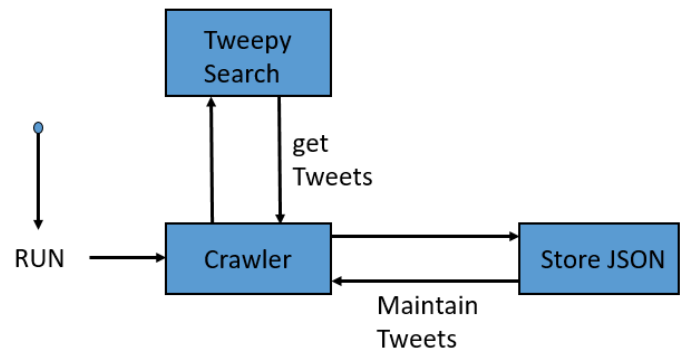 Tweepy
Search
get
Tweets
RUN
Crawler
Store JSON
Maintain
Tweets